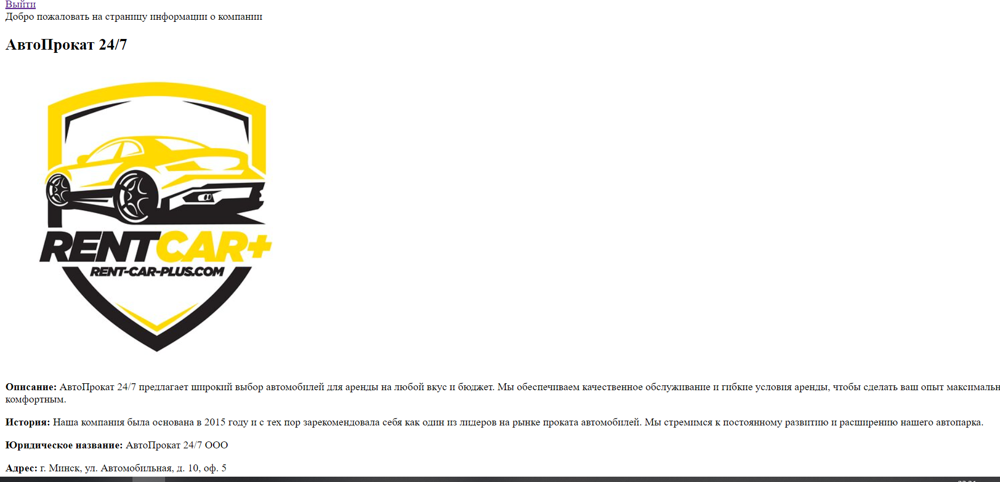 Выйти
Добро пожаловать на страницу информации о компании
АвтоПрокат 24/7
RENTCAR+
RENT-CAR-PLUS.COM
Описание: АвтоПрокат 24/7 предлагает широкий выбор автомобилей для аренды на любой вкус и бюджет. Мы обеспечиваем качественное обслуживание и гибкие условия аренды, чтобы сделать ваш опыт максимальн
комфортным.
История: Наша компания была основана в 2015 году и с тех пор зарекомендовала себя как один из лидеров на рынке проката автомобилей. Мы стремимся к постоянному развитию и расширению нашего автопарка.
Юридическое название: АвтоПрокат 24/7 ООО
Адрес: г. Минск, ул. Автомобильная, д. 10, оф. 5